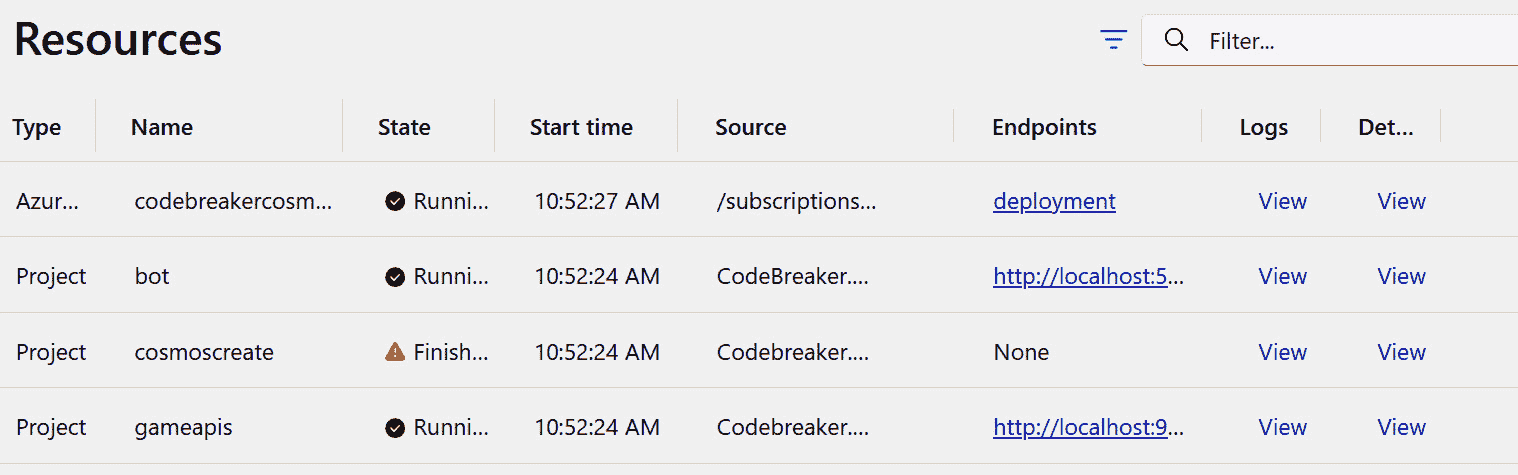 Resources
Filter...
Type Name State Start time Source Endpoints Logs Det...
Azur... codebreakercosm... Runni... 10:52:27 AM /subscriptions... deployment View View
Project bot Runni... 10:52:24 AM CodeBreaker.... http://localhost:5... View View
Project cosmoscreate Finish... 10:52:24 AM Codebreaker.... None View View
Project gameapis Runni... 10:52:24 AM Codebreaker.... http://localhost:9... View View